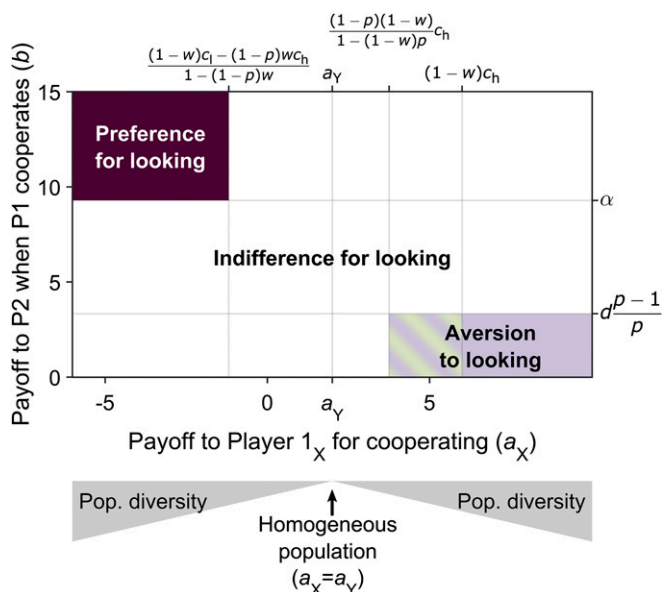 (1−p)(1−w)/(1−(1−w)p) c_h
((1−w)c_l−(1−p)wc_h)/(1−(1−p)w)
a_Y
(1−w)c_h
Payoff to P2 when P1 cooperates (b)
15
10
5
0
Preference
for looking
Indifference for looking
Aversion
to looking
α
d (p−1)/p
-5
0
a_Y
5
Payoff to Player 1_X for cooperating (a_X)
Pop. diversity
Pop. diversity
Homogeneous
population
(a_X=a_Y)